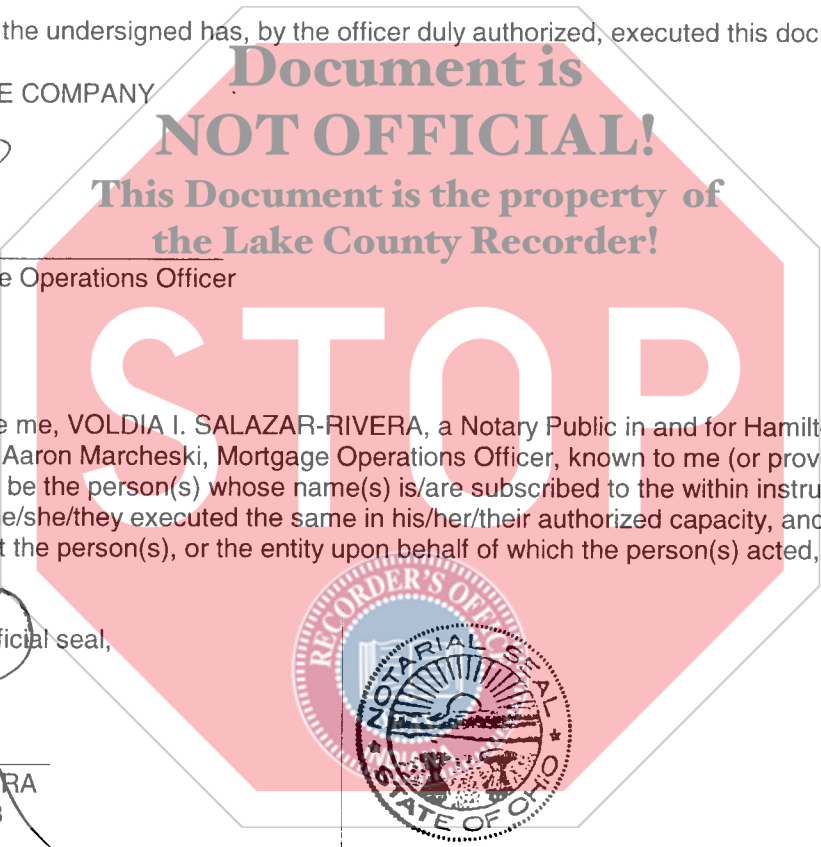 the undersigned has, by the officer duly authorized, executed this doc
Document is
E COMPANY
NOT OFFICIAL!
This Document is the property of
the Lake County Recorder!
e Operations Officer
STOP
e me, VOLDIA I. SALAZAR-RIVERA, a Notary Public in and for Hamilt
Aaron Marcheski, Mortgage Operations Officer, known to me (or prov
be the person(s) whose name(s) is/are subscribed to the within instru
e/she/they executed the same in his/her/their authorized capacity, and
t the person(s), or the entity upon behalf of which the person(s) acted,
RECORDER'S OFFICE
ficial seal,
NOTARIAL SEAL
INDIANA
STATE OF OHIO
RA